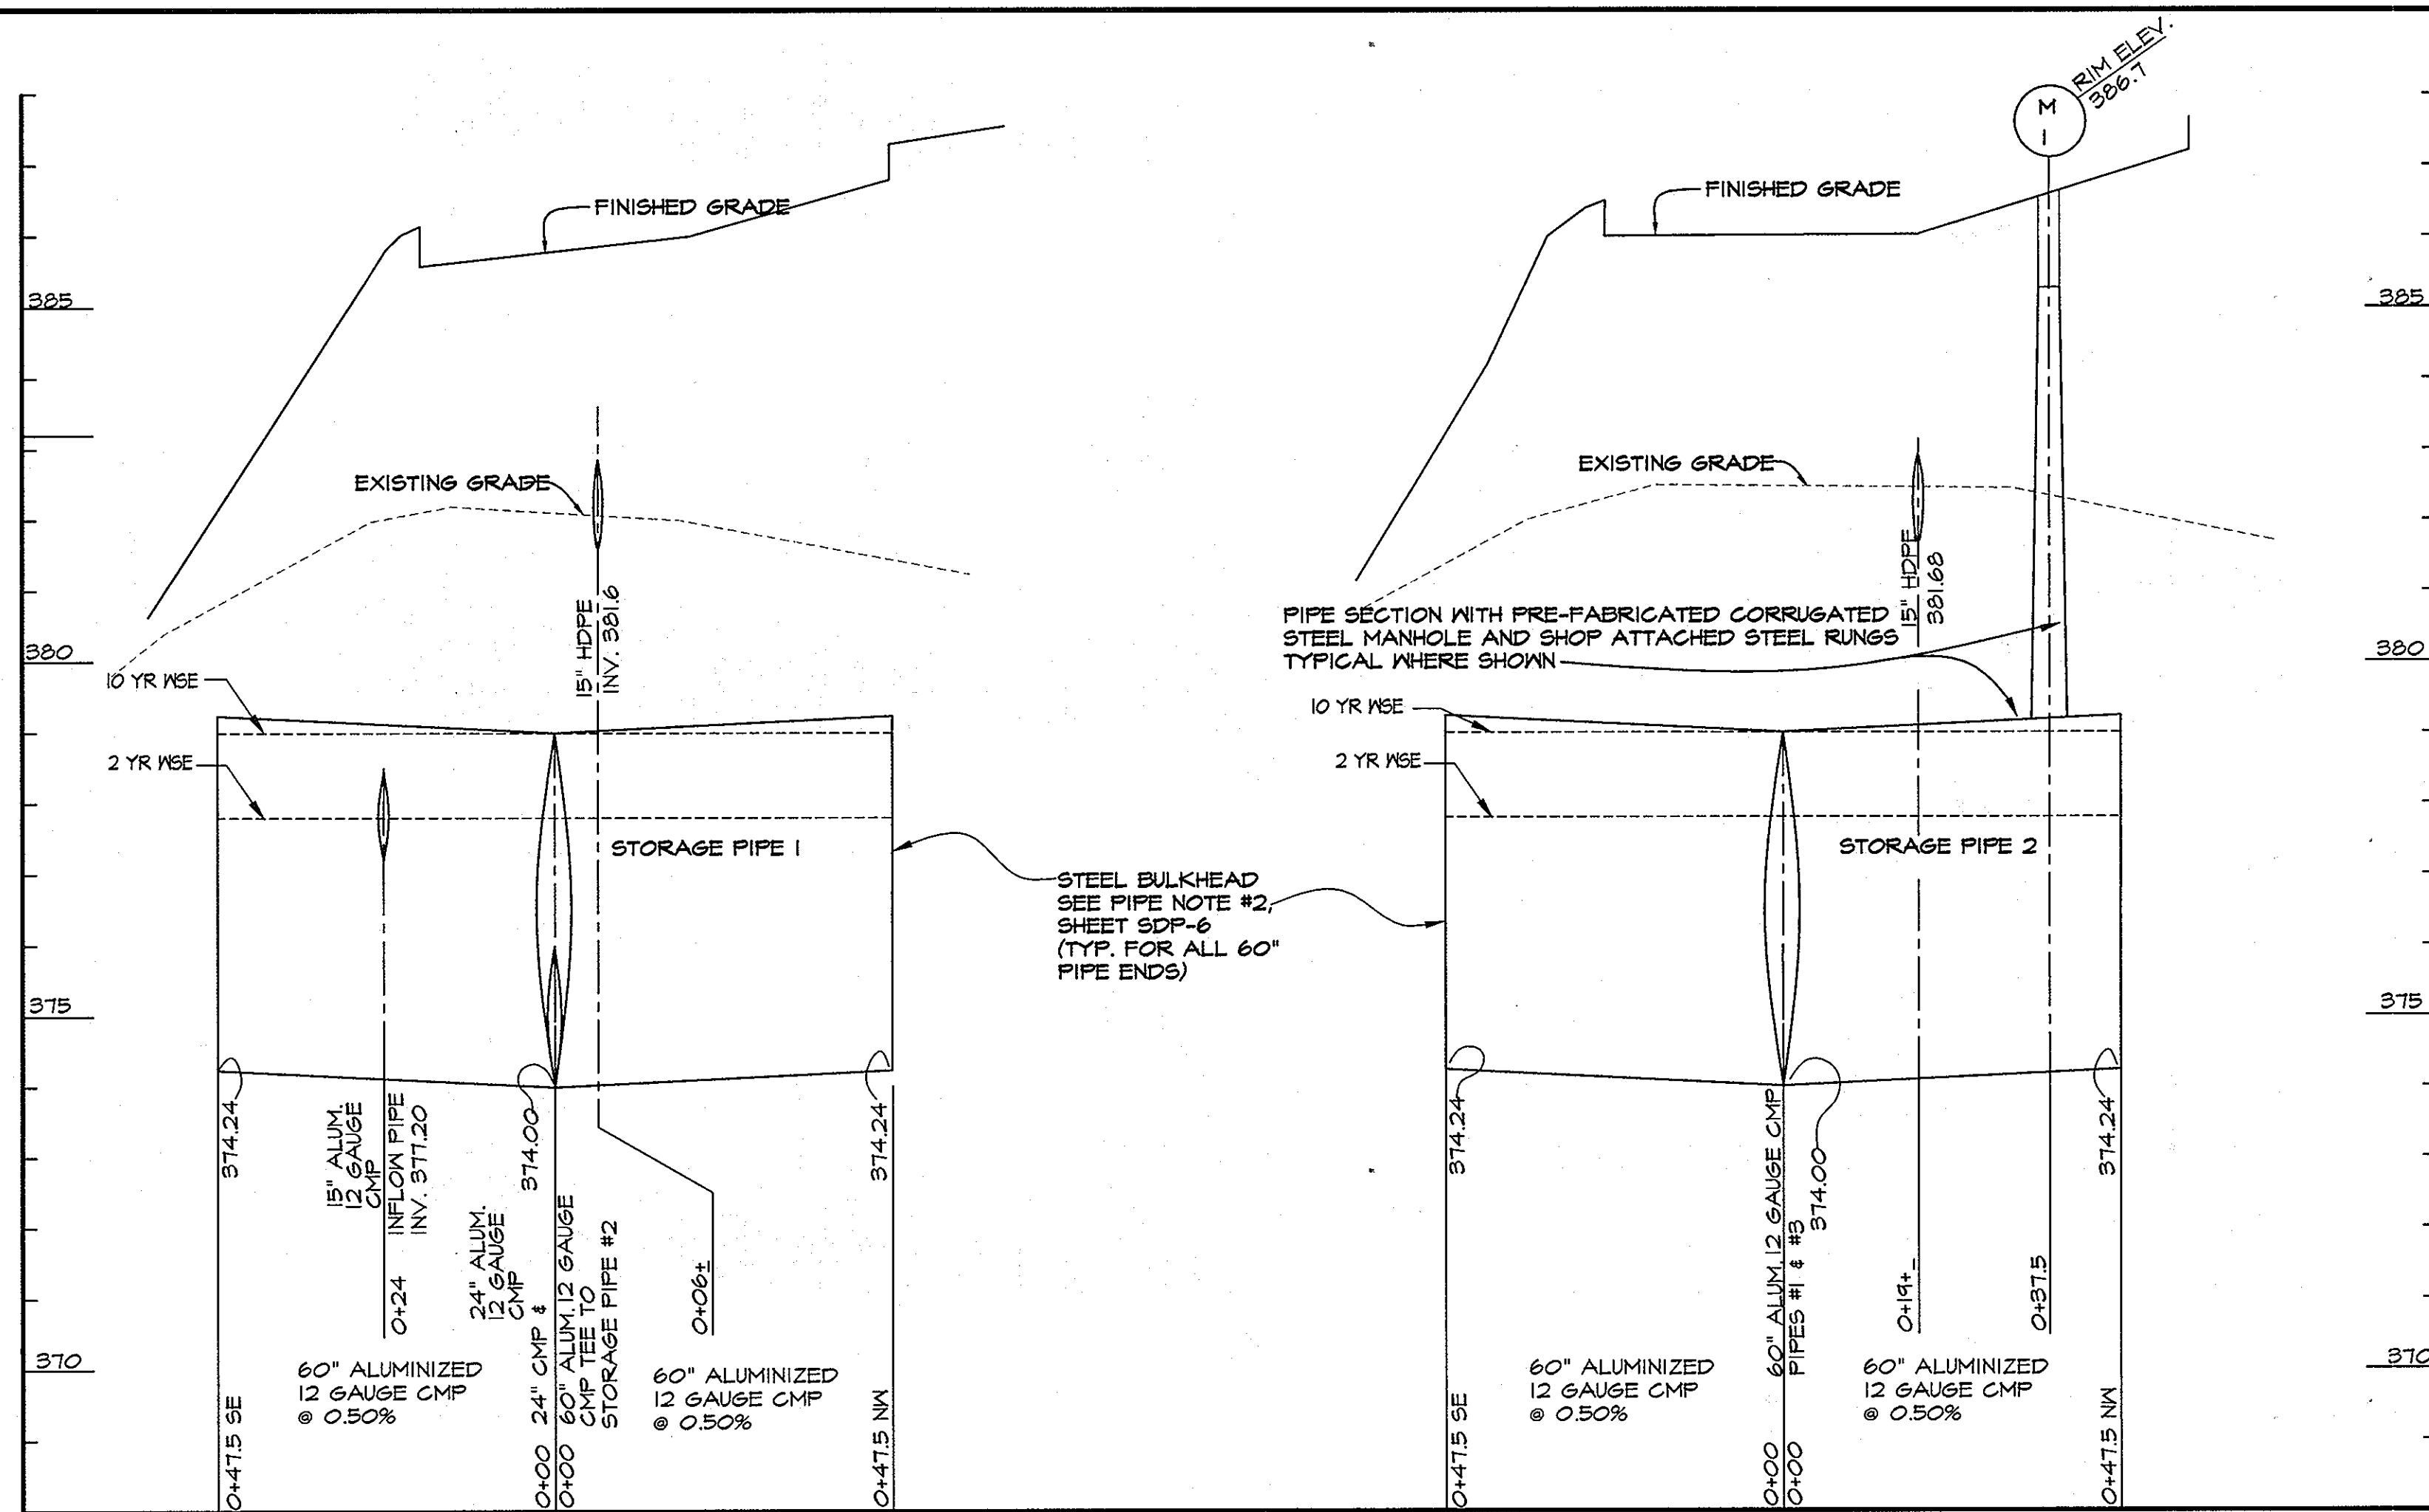 RIM ELEV.
386.7
M
1
FINISHED GRADE
385
EXISTING GRADE
15" HDPE
INV. 381.6
380
10 YR WSE
2 YR WSE
STORAGE PIPE 1
375
374.24
15" ALUM.
12 GAUGE
CMP
INFLOW PIPE
INV. 377.20
0+24
374.00
24" ALUM.
12 GAUGE
CMP
24" CMP &
60" ALUM. 12 GAUGE
CMP TEE TO
STORAGE PIPE #2
0+06±
374.24
370
60" ALUMINIZED
12 GAUGE CMP
@ 0.50%
60" ALUMINIZED
12 GAUGE CMP
@ 0.50%
0+47.5 SE
0+00
0+00
0+47.5 NW
STEEL BULKHEAD
SEE PIPE NOTE #2,
SHEET SDP-6
(TYP. FOR ALL 60"
PIPE ENDS)
FINISHED GRADE
385
EXISTING GRADE
15" HDPE
381.68
PIPE SECTION WITH PRE-FABRICATED CORRUGATED
STEEL MANHOLE AND SHOP ATTACHED STEEL RUNGS
TYPICAL WHERE SHOWN
380
10 YR WSE
2 YR WSE
STORAGE PIPE 2
375
374.24
60" ALUM. 12 GAUGE CMP
PIPES #1 & #3
374.00
0+19+_
0+37.5
374.24
370
60" ALUMINIZED
12 GAUGE CMP
@ 0.50%
60" ALUMINIZED
12 GAUGE CMP
@ 0.50%
0+47.5 SE
0+00
0+00
0+47.5 NW